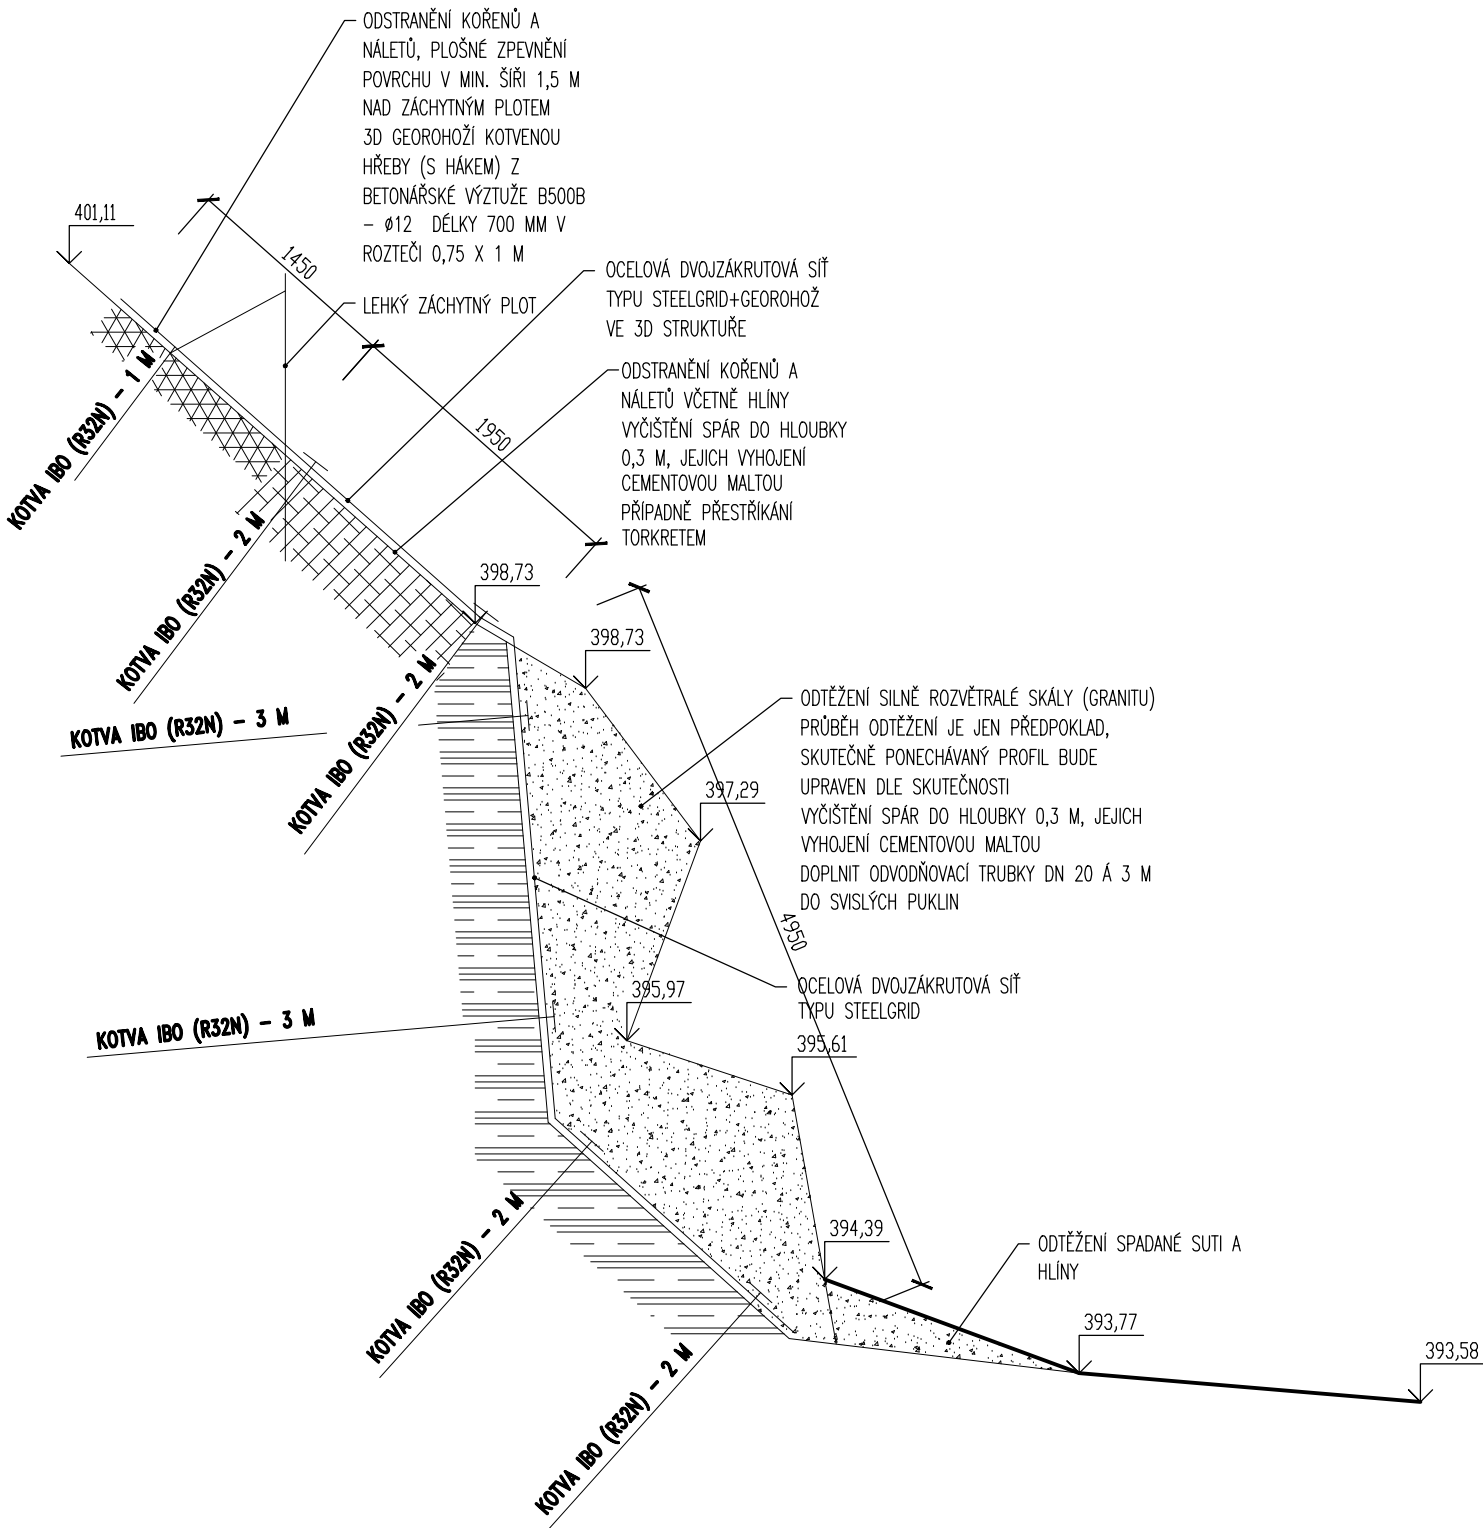 ODSTRANĚNÍ KOŘENŮ A
NÁLETŮ, PLOŠNÉ ZPEVNĚNÍ
POVRCHU V MIN. ŠÍŘI 1,5 M
NAD ZÁCHYTNÝM PLOTEM
3D GEOROHOŽÍ KOTVENOU
HŘEBY (S HÁKEM) Z
BETONÁŘSKÉ VÝZTUŽE B500B
- ø12 DÉLKY 700 MM V
ROZTEČI 0,75 X 1 M
401,11
1450
LEHKÝ ZÁCHYTNÝ PLOT
OCELOVÁ DVOJZÁKRUTOVÁ SÍŤ
TYPU STEELGRID+GEOROHOŽ
VE 3D STRUKTUŘE
ODSTRANĚNÍ KOŘENŮ A
NÁLETŮ VČETNĚ HLÍNY
VYČIŠTĚNÍ SPÁR DO HLOUBKY
0,3 M, JEJICH VYHOJENÍ
CEMENTOVOU MALTOU
PŘÍPADNĚ PŘESTŘÍKÁNÍ
TORKRETEM
1950
KOTVA IBO (R32N) - 1 M
KOTVA IBO (R32N) - 2 M
398,73
398,73
KOTVA IBO (R32N) - 3 M
KOTVA IBO (R32N) - 2 M
ODTĚŽENÍ SILNĚ ROZVĚTRALÉ SKÁLY (GRANITU)
PRŮBĚH ODTĚŽENÍ JE JEN PŘEDPOKLAD,
SKUTEČNĚ PONECHÁVANÝ PROFIL BUDE
UPRAVEN DLE SKUTEČNOSTI
VYČIŠTĚNÍ SPÁR DO HLOUBKY 0,3 M, JEJICH
VYHOJENÍ CEMENTOVOU MALTOU
DOPLNIT ODVODŇOVACÍ TRUBKY DN 20 Á 3 M
DO SVISLÝCH PUKLIN
397,29
4950
OCELOVÁ DVOJZÁKRUTOVÁ SÍŤ
TYPU STEELGRID
395,97
KOTVA IBO (R32N) - 3 M
395,61
KOTVA IBO (R32N) - 2 M
394,39
ODTĚŽENÍ SPADANÉ SUTI A
HLÍNY
393,77
393,58
KOTVA IBO (R32N) - 2 M